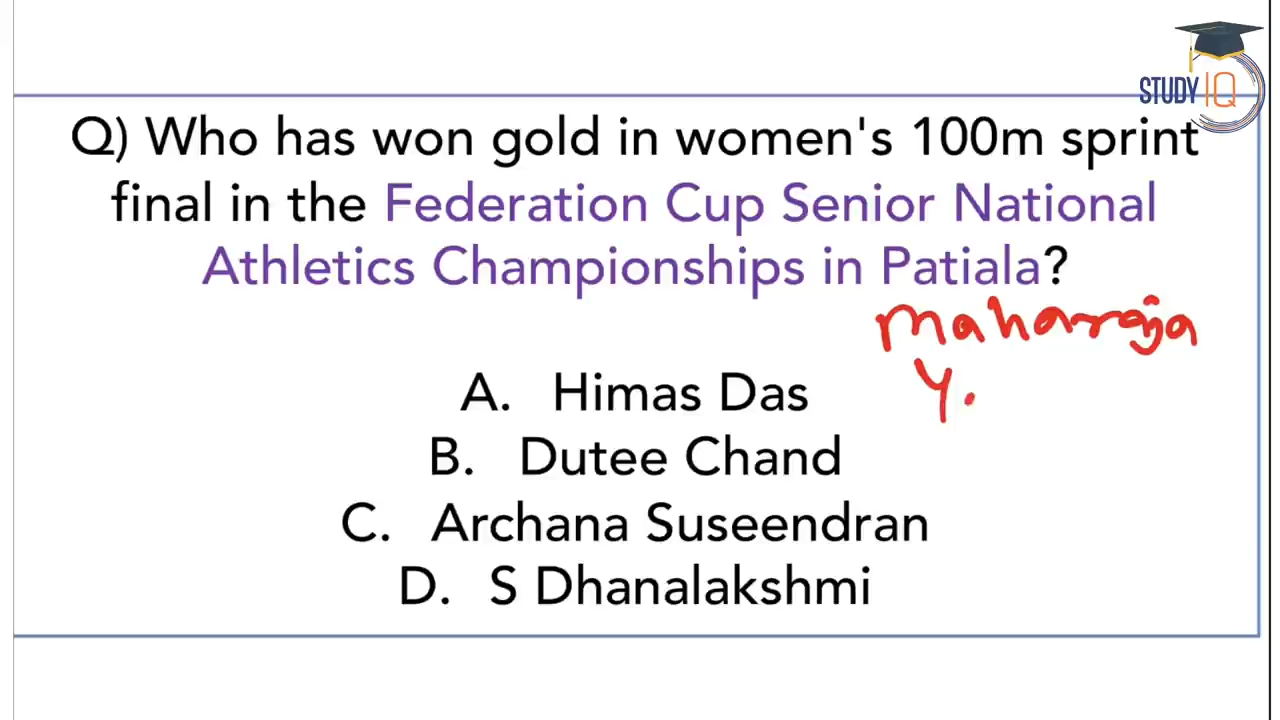 STUDY IQ
Q) Who has won gold in women's 100m sprint
final in the Federation Cup Senior National
Athletics Championships in Patiala?
Maharaja
Y.
A. Himas Das
B. Dutee Chand
C. Archana Suseendran
D. S Dhanalakshmi